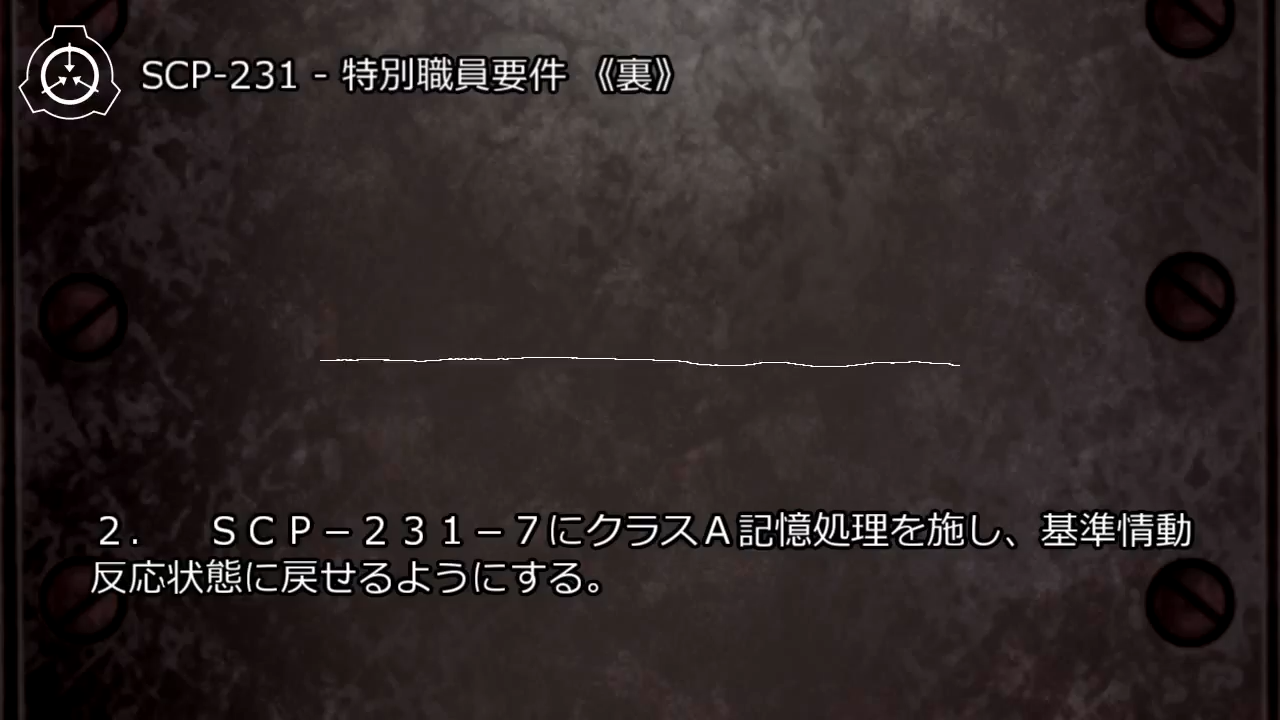 SCP-231 - 特別職員要件 《裏》
２.　　ＳＣＰ－２３１－７にクラスＡ記憶処理を施し、基準情動
反応状態に戻せるようにする。